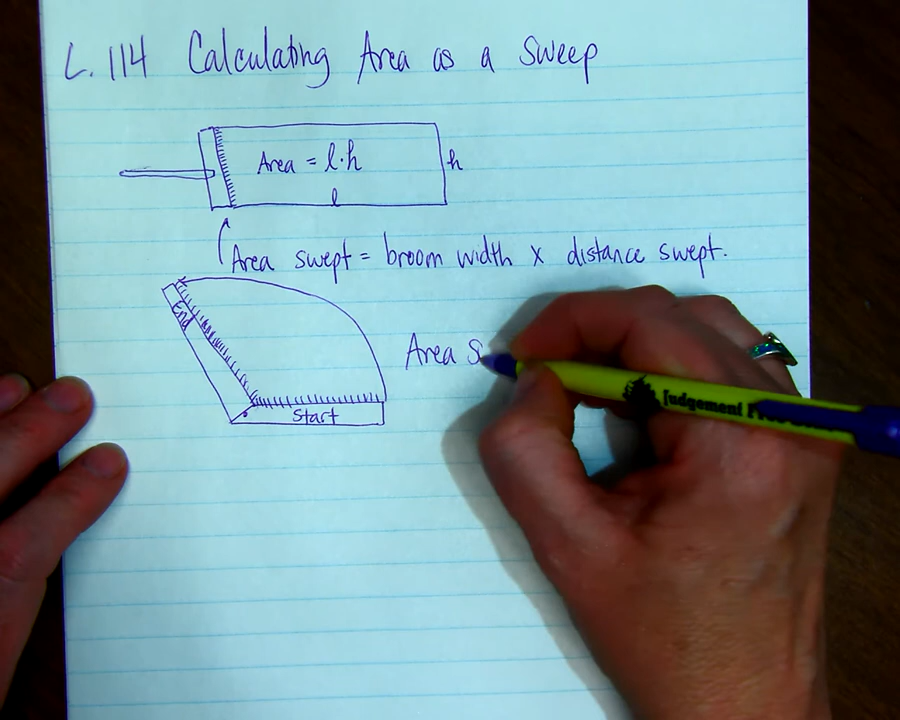 L. 114 Calculating Area as a Sweep
Area = l·h
h
l
Area swept = broom width x distance swept.
End
Area S
Start
Judgement